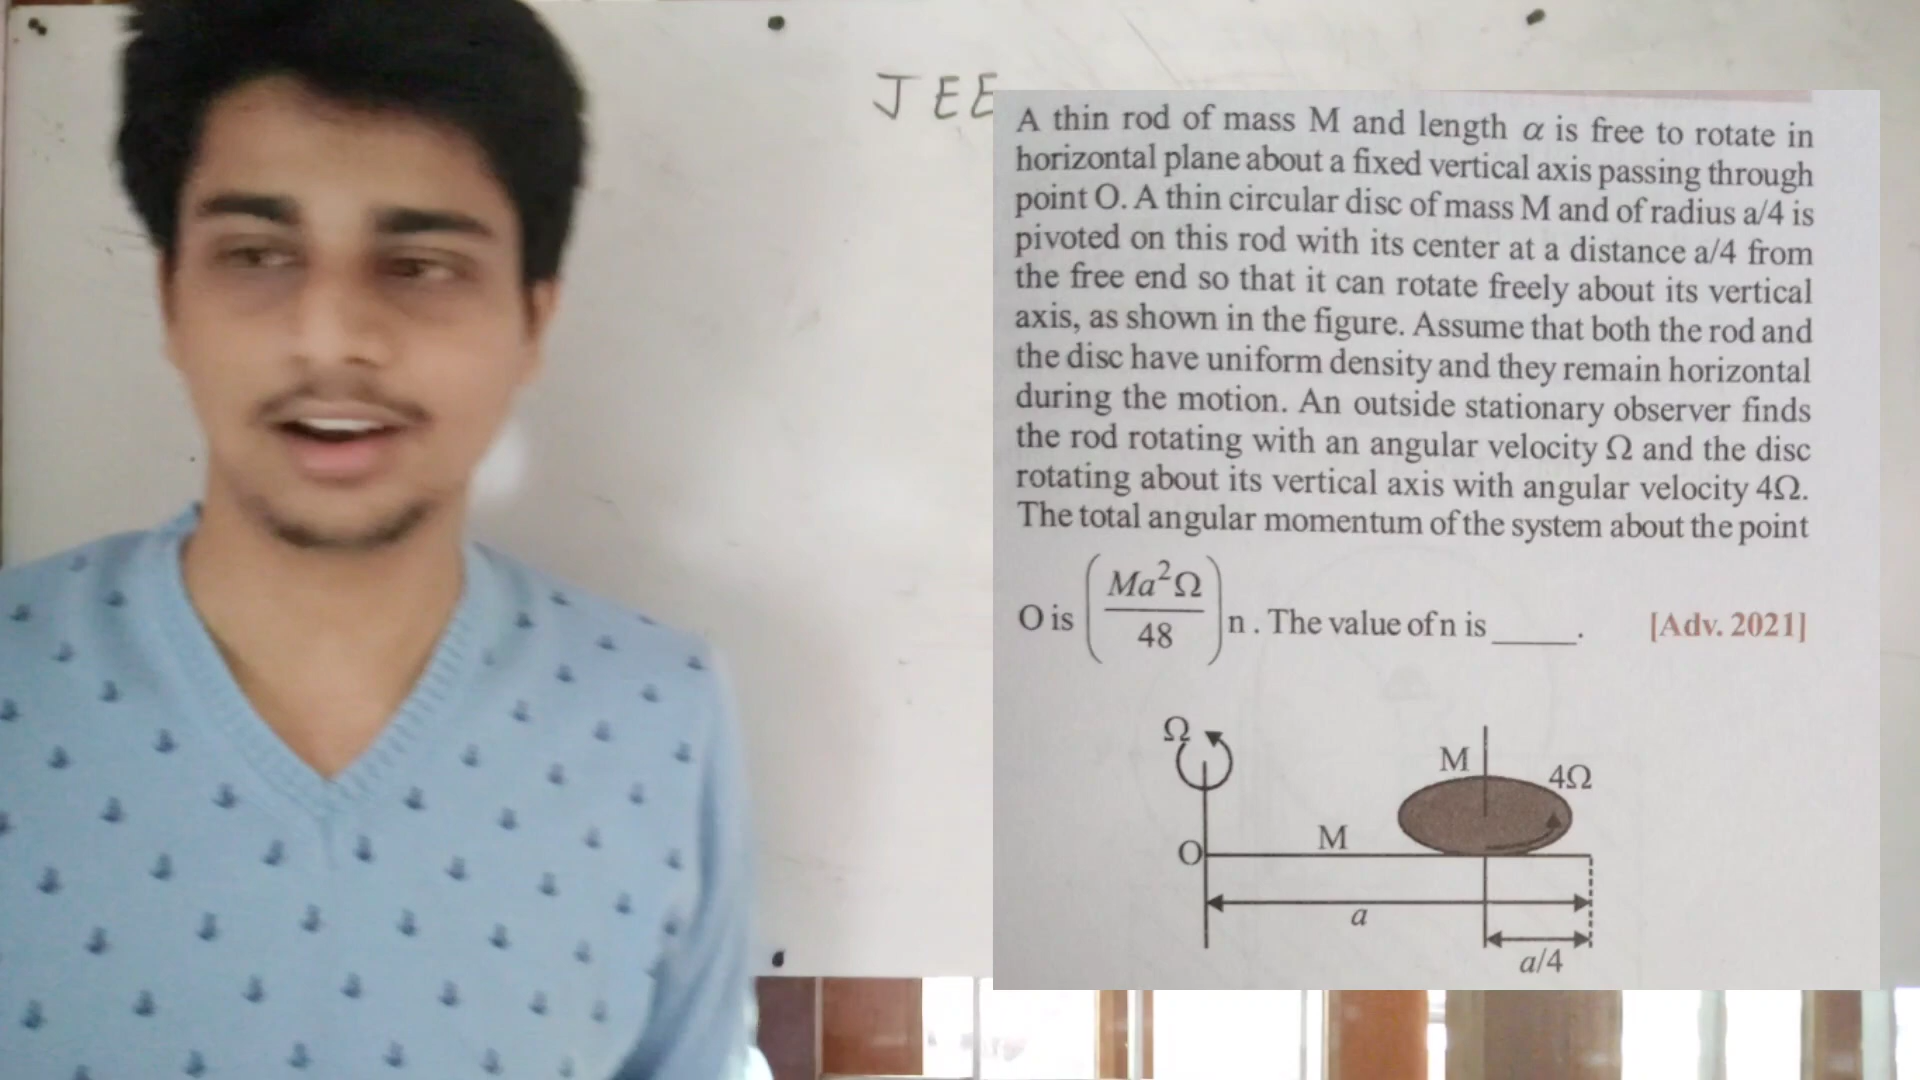 JEE
A thin rod of mass M and length α is free to rotate in
horizontal plane about a fixed vertical axis passing through
point O. A thin circular disc of mass M and of radius a/4 is
pivoted on this rod with its center at a distance a/4 from
the free end so that it can rotate freely about its vertical
axis, as shown in the figure. Assume that both the rod and
the disc have uniform density and they remain horizontal
during the motion. An outside stationary observer finds
the rod rotating with an angular velocity Ω and the disc
rotating about its vertical axis with angular velocity 4Ω.
The total angular momentum of the system about the point
O is (Ma²Ω/48) n . The value of n is _____. [Adv. 2021]
Ω
M
4Ω
M
O
a
a/4